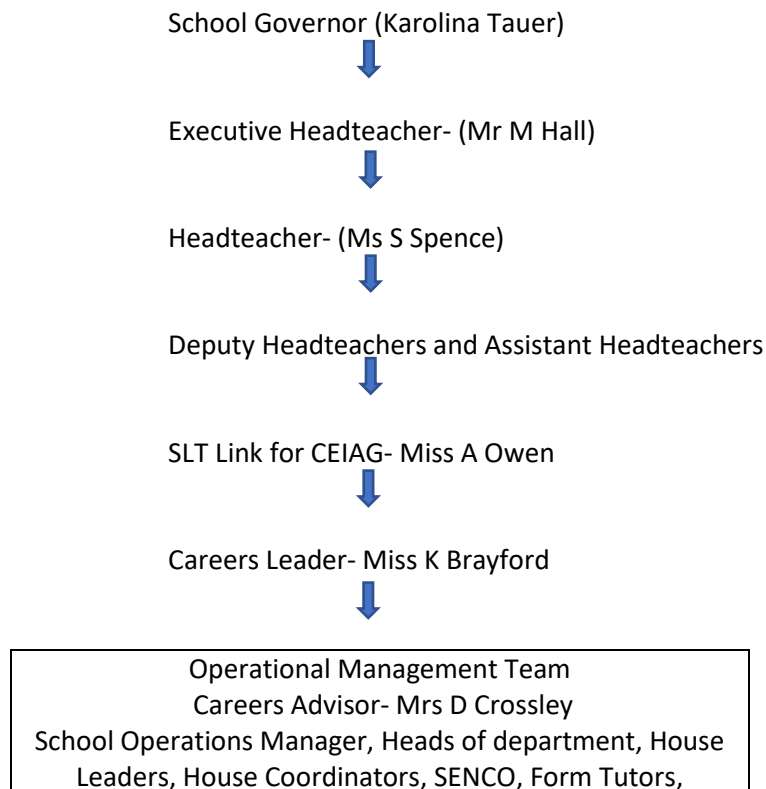 School Governor (Karolina Tauer)
Executive Headteacher- (Mr M Hall)
Headteacher- (Ms S Spence)
Deputy Headteachers and Assistant Headteachers
SLT Link for CEIAG- Miss A Owen
Careers Leader- Miss K Brayford
Operational Management Team
Careers Advisor- Mrs D Crossley
School Operations Manager, Heads of department, House
Leaders, House Coordinators, SENCO, Form Tutors,